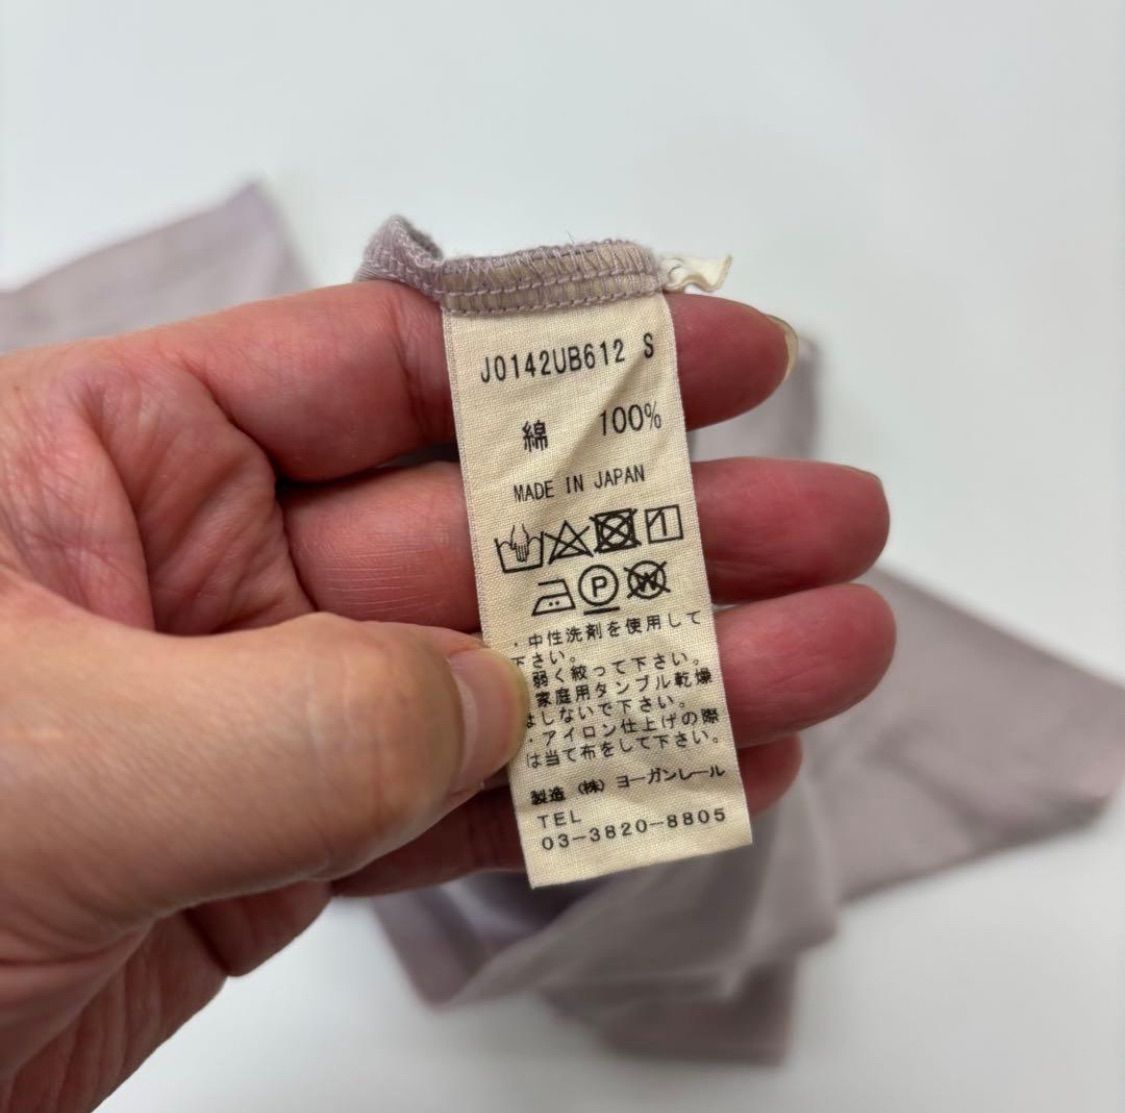 J0142UB612 S
綿 100%
MADE IN JAPAN
P W
・中性洗剤を使用して
下さい。
・弱く絞って下さい。
・家庭用タンブル乾燥
はしないで下さい。
・アイロン仕上げの際
は当て布をして下さい。
製造 (株) ヨーガンレール
TEL
03-3820-8805